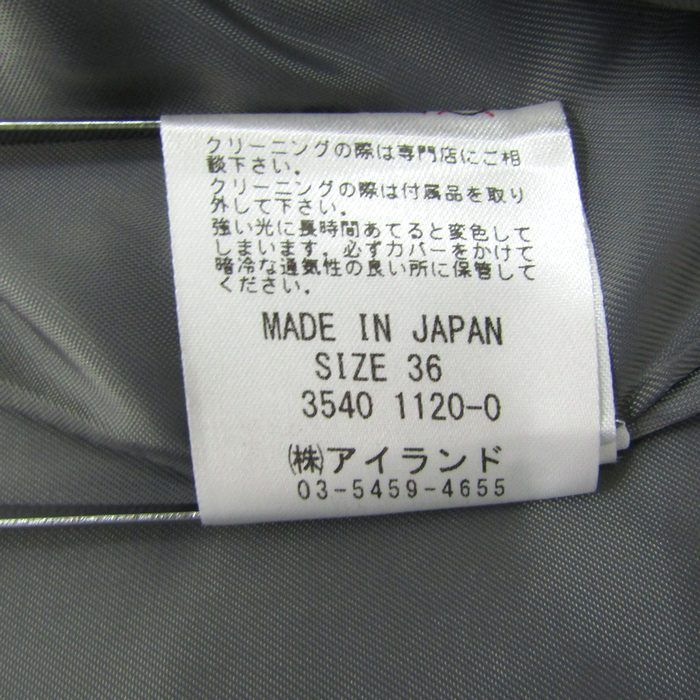 クリーニングの際は専門店にご相
談下さい。
クリーニングの際は付属品を取り
外して下さい。
強い光に長時間あてると変色して
しまいます。必ずカバーをかけて
暗冷な通気性の良い所に保管して
ください。
MADE IN JAPAN
SIZE 36
3540 1120-0
㈱アイランド
03-5459-4655